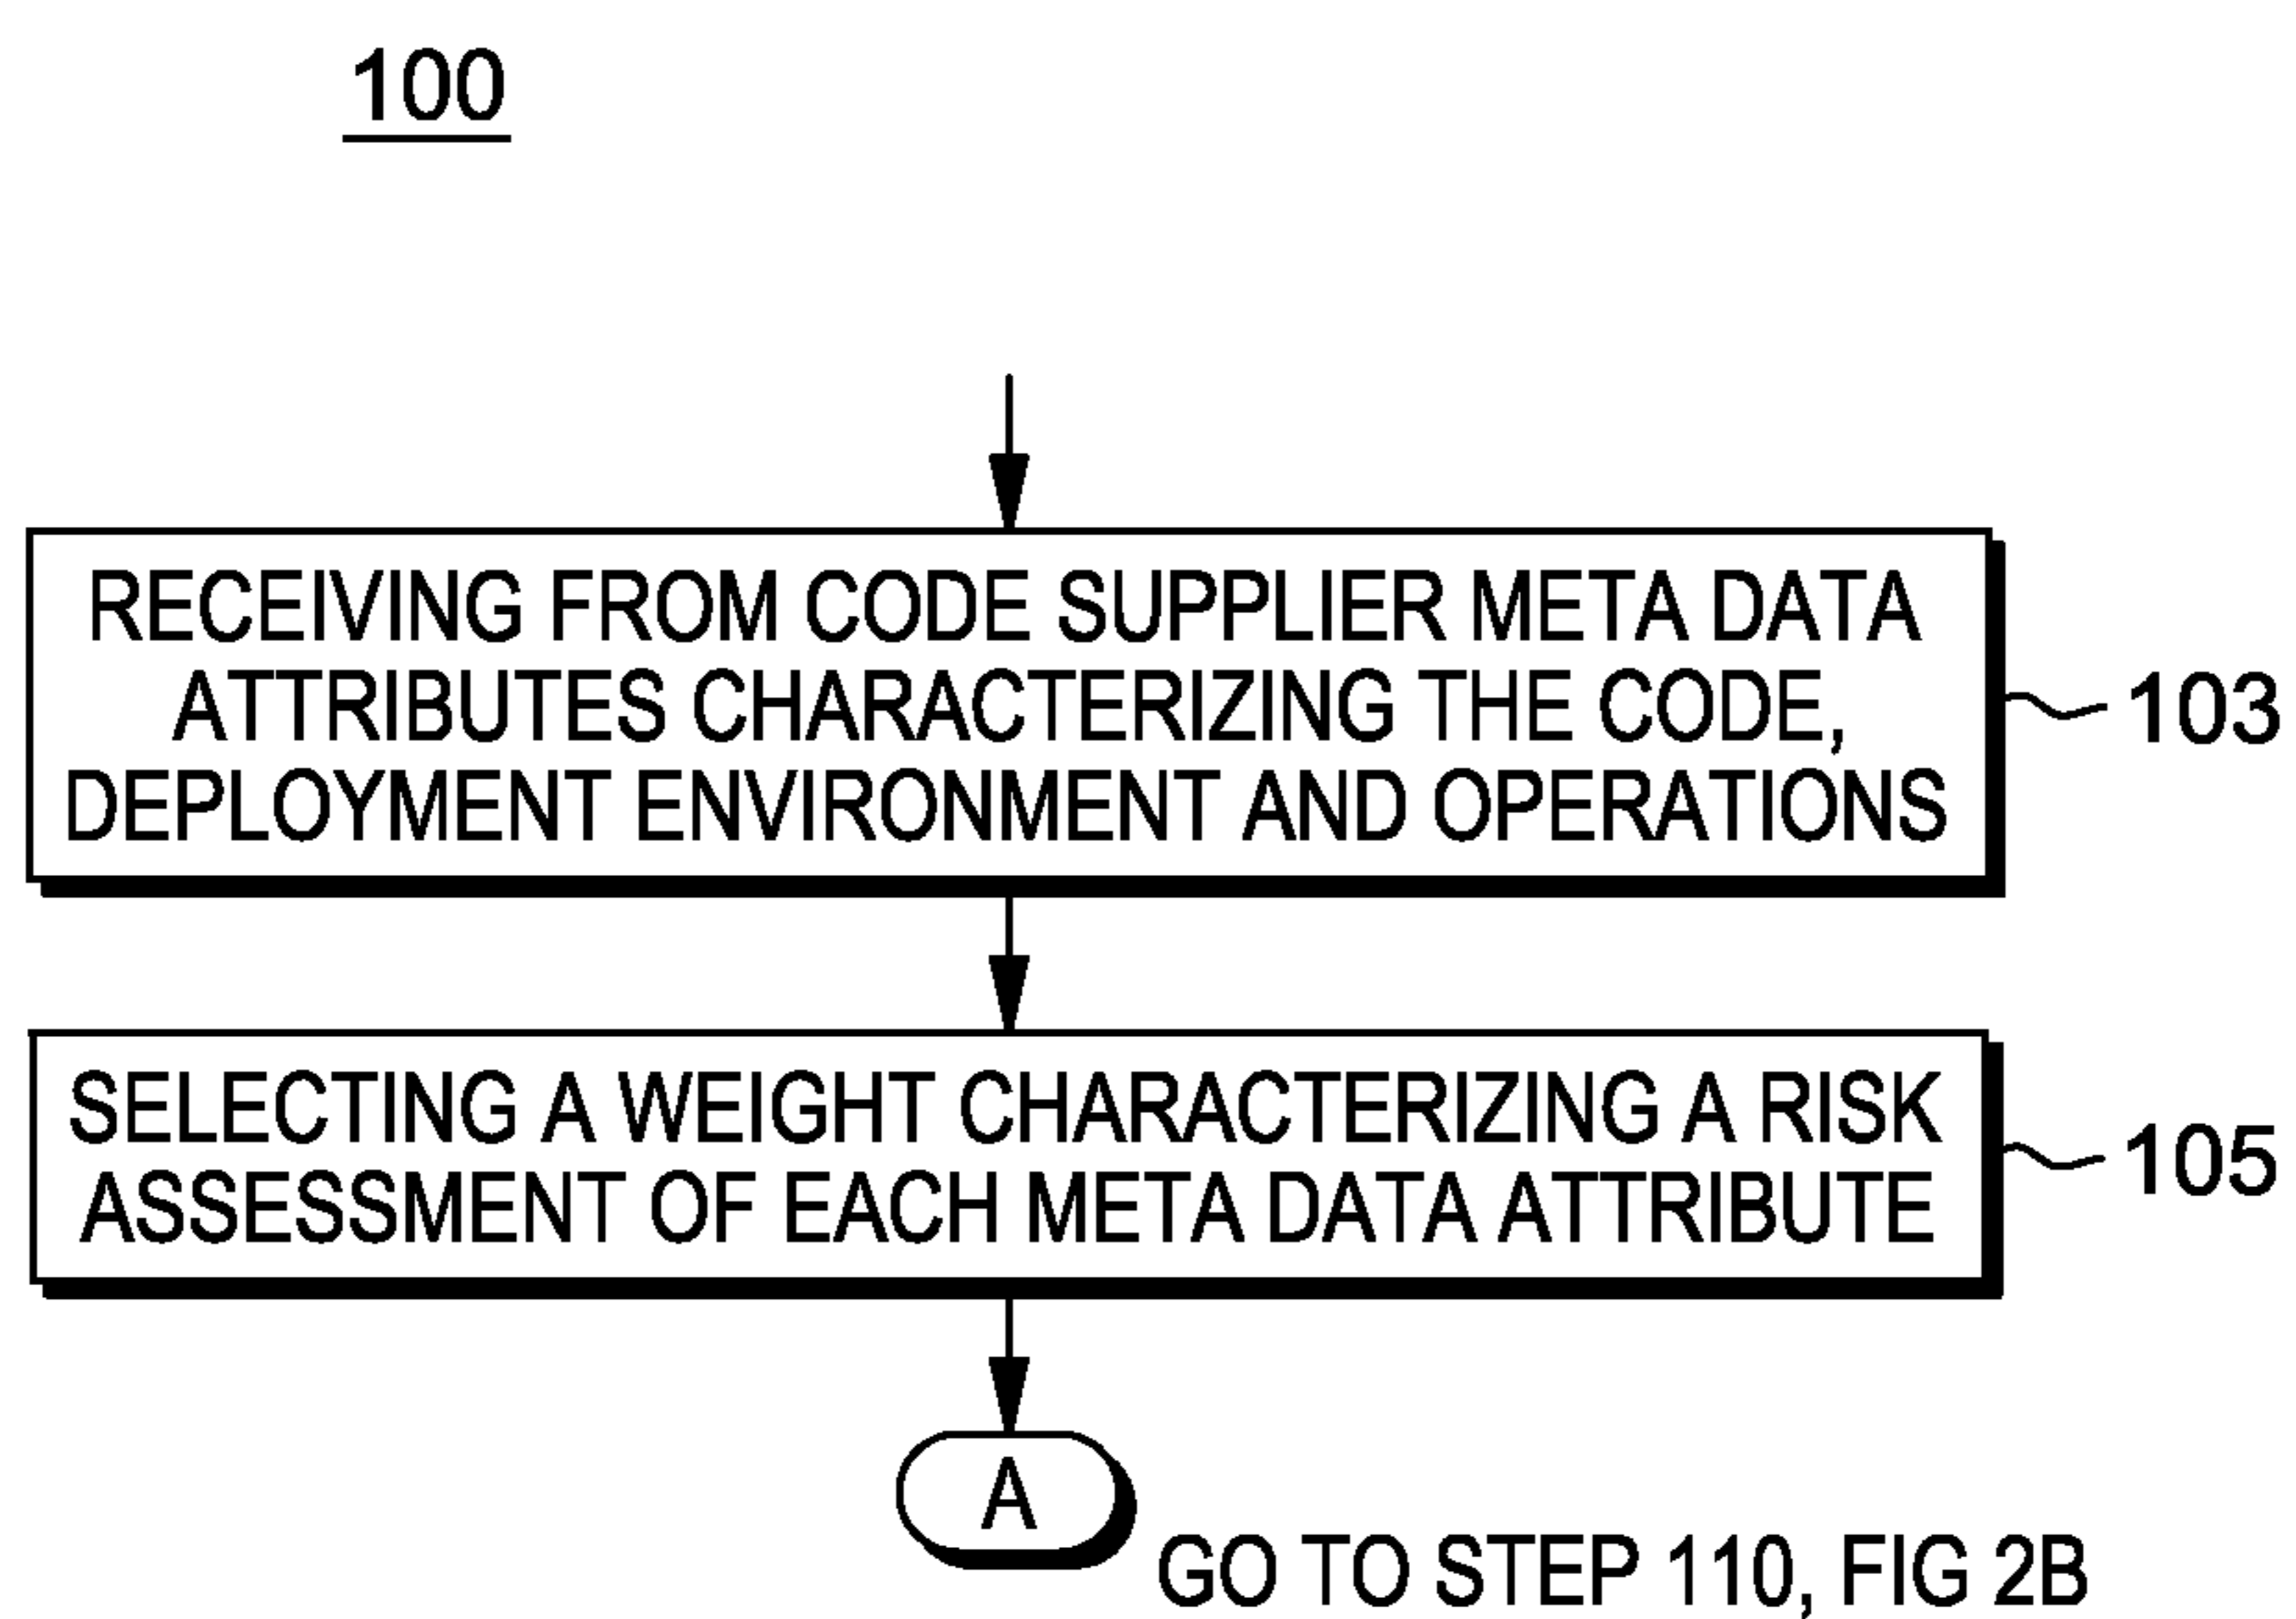 100
RECEIVING FROM CODE SUPPLIER META DATA
ATTRIBUTES CHARACTERIZING THE CODE,
DEPLOYMENT ENVIRONMENT AND OPERATIONS
103
SELECTING A WEIGHT CHARACTERIZING A RISK
ASSESSMENT OF EACH META DATA ATTRIBUTE
105
A
GO TO STEP 110, FIG 2B